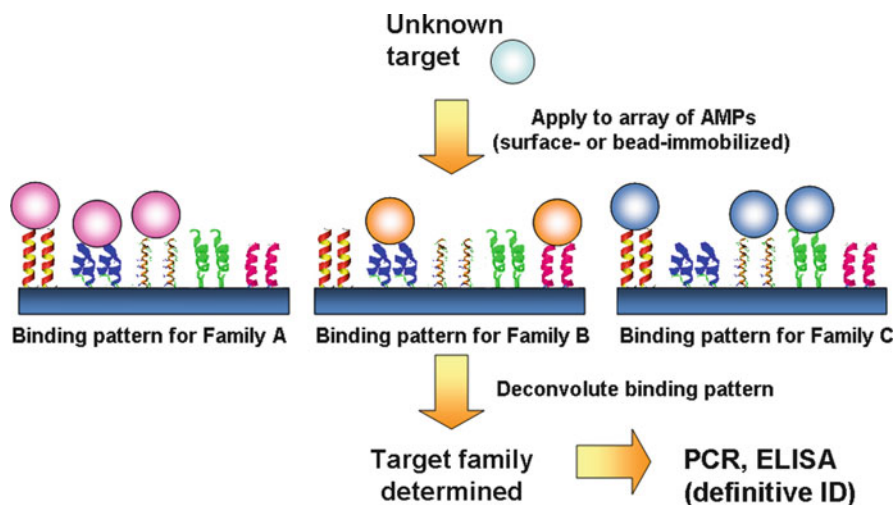 Unknown
target
Apply to array of AMPs
(surface- or bead-immobilized)
Binding pattern for Family A
Binding pattern for Family B
Binding pattern for Family C
Deconvolute binding pattern
Target family
determined
PCR, ELISA
(definitive ID)